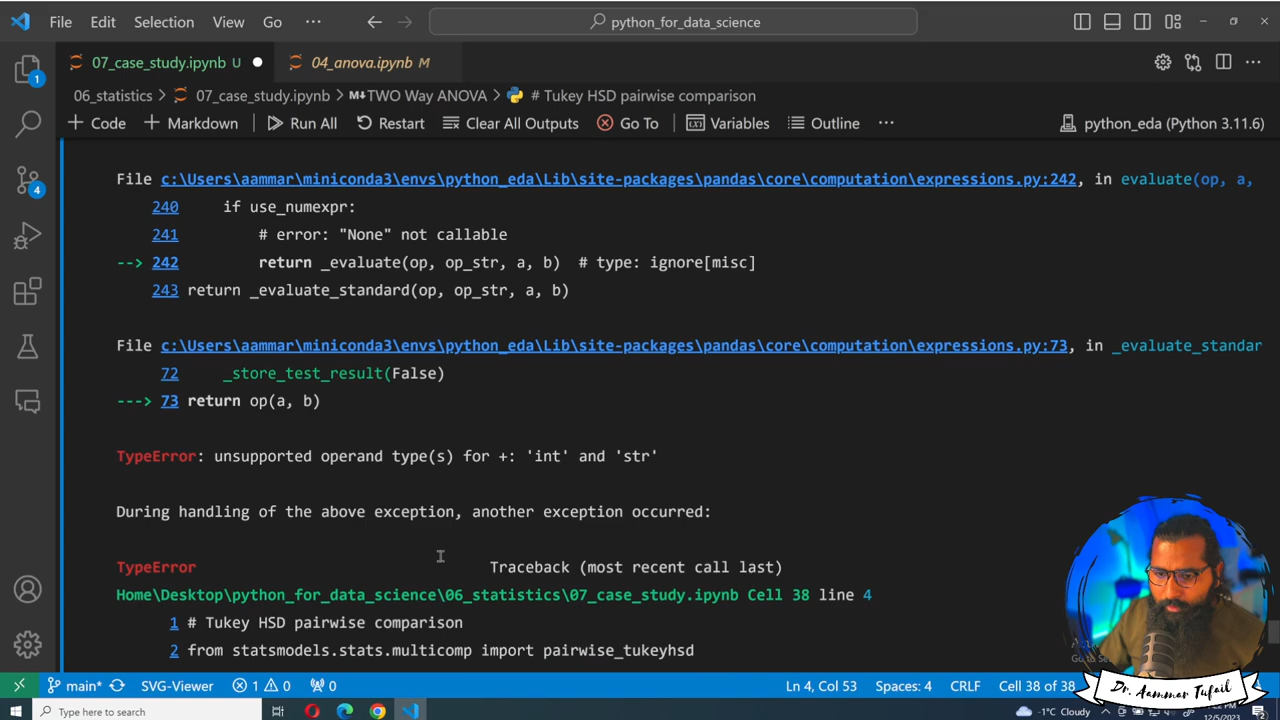 File Edit Selection View Go ··· python_for_data_science
07_case_study.ipynb U 04_anova.ipynb M
06_statistics > 07_case_study.ipynb > M↓TWO Way ANOVA > # Tukey HSD pairwise comparison
+ Code + Markdown Run All Restart Clear All Outputs Go To Variables Outline ··· python_eda (Python 3.11.6)
File c:\Users\aammar\miniconda3\envs\python_eda\Lib\site-packages\pandas\core\computation\expressions.py:242, in evaluate(op, a,
240 if use_numexpr:
241 # error: "None" not callable
--> 242 return _evaluate(op, op_str, a, b) # type: ignore[misc]
243 return _evaluate_standard(op, op_str, a, b)
File c:\Users\aammar\miniconda3\envs\python_eda\Lib\site-packages\pandas\core\computation\expressions.py:73, in _evaluate_standar
72 _store_test_result(False)
---> 73 return op(a, b)
TypeError: unsupported operand type(s) for +: 'int' and 'str'
During handling of the above exception, another exception occurred:
TypeError Traceback (most recent call last)
Home\Desktop\python_for_data_science\06_statistics\07_case_study.ipynb Cell 38 line 4
1 # Tukey HSD pairwise comparison
2 from statsmodels.stats.multicomp import pairwise_tukeyhsd
1
4
main* SVG-Viewer 1 0 0 Ln 4, Col 53 Spaces: 4 CRLF Cell 38 of 38
Dr. Aammar Tufail
Type here to search -1°C Cloudy 12/5/2023